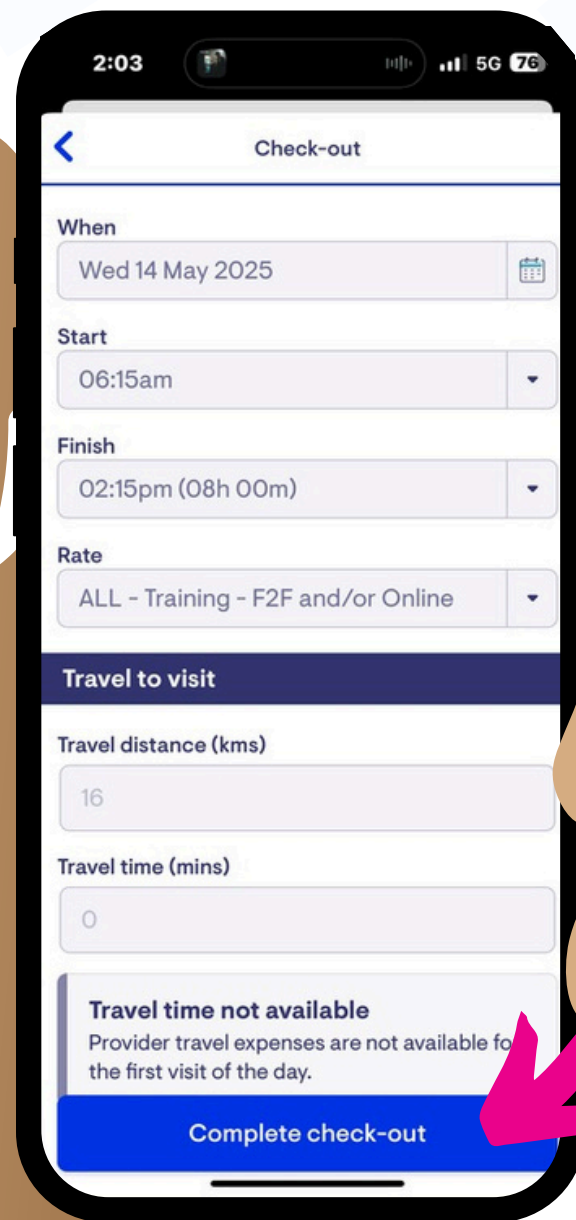 2:03 5G 76
Check-out
When
Wed 14 May 2025
Start
06:15am
Finish
02:15pm (08h 00m)
Rate
ALL - Training - F2F and/or Online
Travel to visit
Travel distance (kms)
16
Travel time (mins)
0
Travel time not available
Provider travel expenses are not available fo
the first visit of the day.
Complete check-out